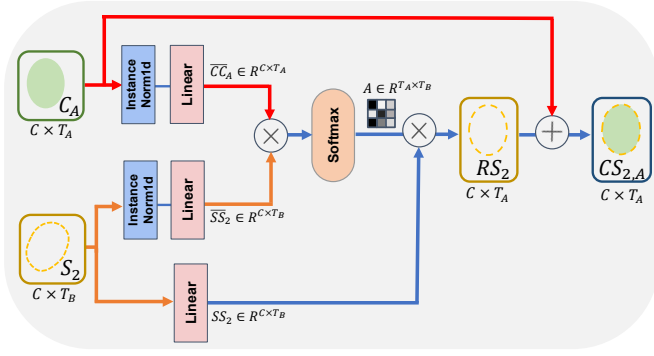 C_A
C × T_A
Instance Norm1d
Linear
\overline{CC}_A ∈ R^{C×T_A}
×
Softmax
A ∈ R^{T_A×T_B}
×
RS_2
C × T_A
+
CS_{2,A}
C × T_A
S_2
C × T_B
Instance Norm1d
Linear
\overline{SS}_2 ∈ R^{C×T_B}
Linear
SS_2 ∈ R^{C×T_B}